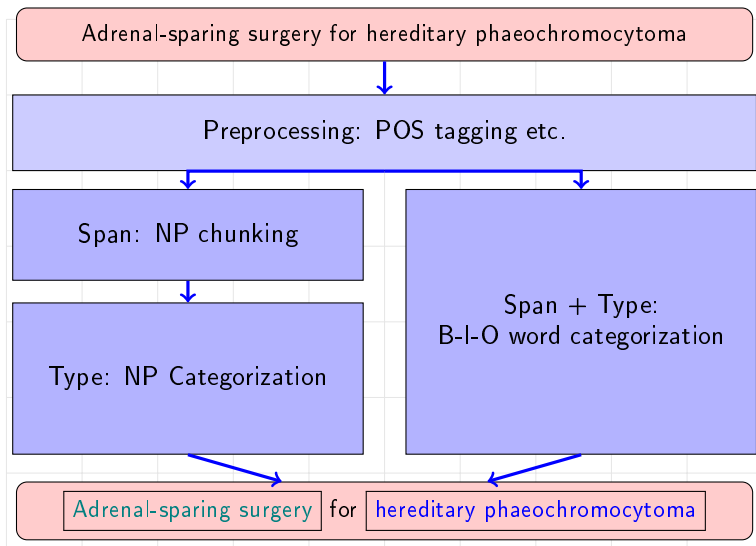 Adrenal-sparing surgery for hereditary phaeochromocytoma
Preprocessing: POS tagging etc.
Span: NP chunking
Type: NP Categorization
Span + Type:
B-I-O word categorization
Adrenal-sparing surgery for hereditary phaeochromocytoma